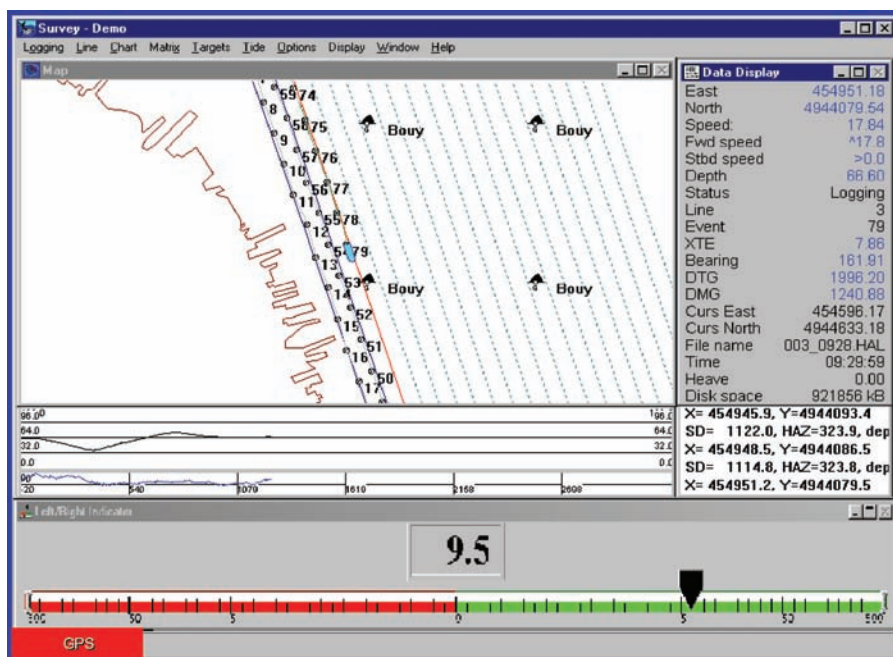 Survey - Demo
Logging Line Chart Matrix Targets Tide Options Display Window Help
Map
Data Display
East 454951.18
North 4944079.54
Speed: 17.84
Fwd speed ^17.8
Stbd speed >0.0
Depth 66.60
Status Logging
Line 3
Event 79
XTE 7.86
Bearing 161.91
DTG 1996.20
DMG 1240.88
Curs East 454596.17
Curs North 4944633.18
File name 003_0928.HAL
Time 09:29:59
Heave 0.00
Disk space 921856 kB
59 74
8
58 75
9
57 76
10
56 77
11
55 78
12
79
13
53
14
52
15
51
16
50
17
Bouy
Bouy
Bouy
Bouy
64.0 64.0
32.0 32.0
0.0
-20 540 1079 1619 2158 2698
X= 454945.9, Y=4944093.4
SD= 1122.0, HAZ=323.9, dep
X= 454948.5, Y=4944086.5
SD= 1114.8, HAZ=323.8, dep
X= 454951.2, Y=4944079.5
Left/Right Indicator
9.5
50 5 0 5 50
GPS